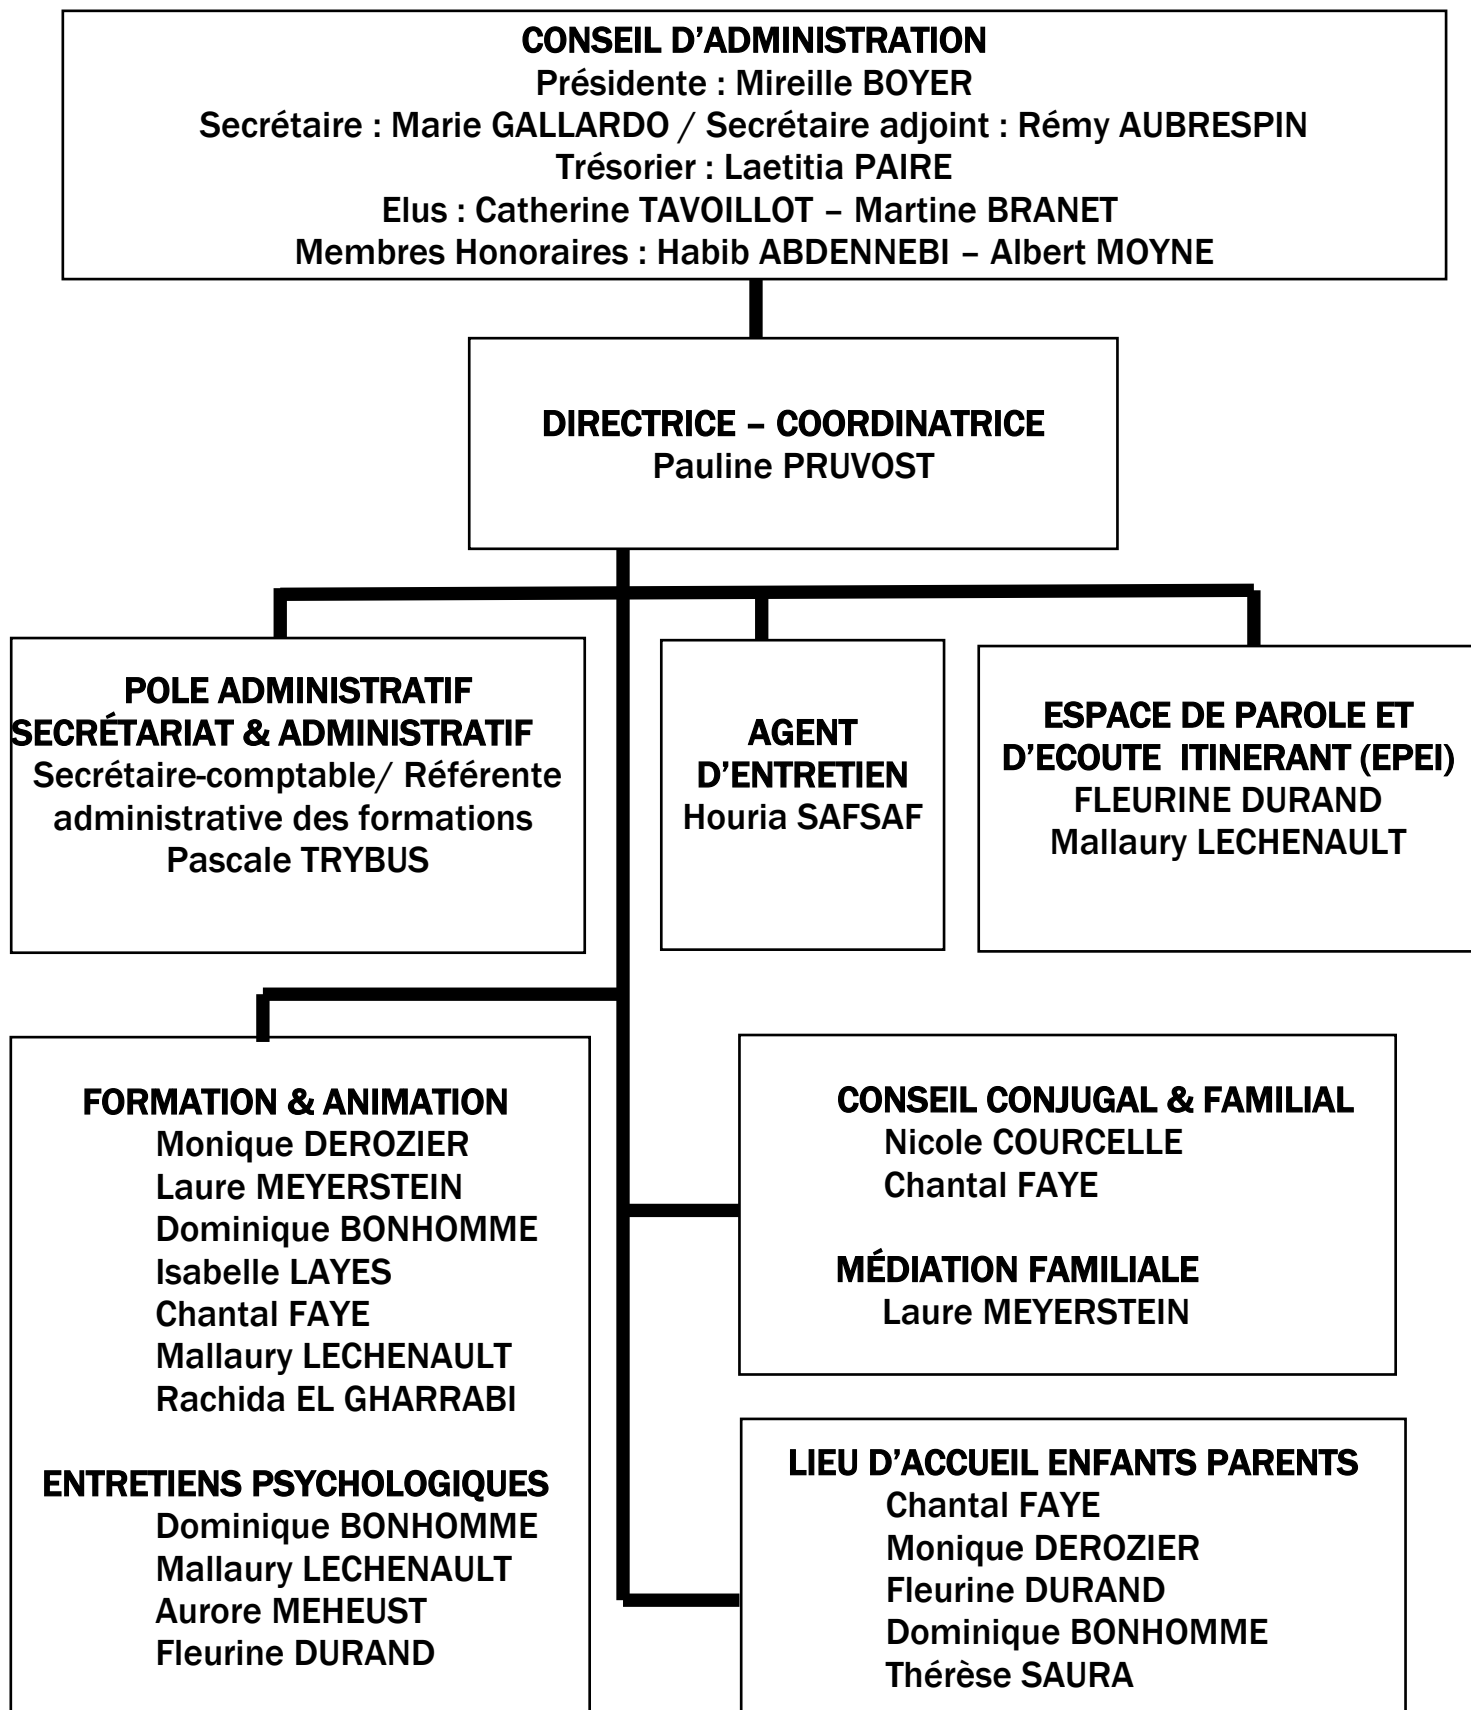 CONSEIL D'ADMINISTRATION
Présidente : Mireille BOYER
Secrétaire : Marie GALLARDO / Secrétaire adjoint : Rémy AUBRESPIN
Trésorier : Laetitia PAIRE
Elus : Catherine TAVOILLOT – Martine BRANET
Membres Honoraires : Habib ABDENNEBI – Albert MOYNE
DIRECTRICE – COORDINATRICE
Pauline PRUVOST
POLE ADMINISTRATIF
SECRÉTARIAT & ADMINISTRATIF
Secrétaire-comptable/ Référente
administrative des formations
Pascale TRYBUS
AGENT
D'ENTRETIEN
Houria SAFSAF
ESPACE DE PAROLE ET
D'ECOUTE ITINERANT (EPEI)
FLEURINE DURAND
Mallaury LECHENAULT
FORMATION & ANIMATION
Monique DEROZIER
Laure MEYERSTEIN
Dominique BONHOMME
Isabelle LAYES
Chantal FAYE
Mallaury LECHENAULT
Rachida EL GHARRABI
ENTRETIENS PSYCHOLOGIQUES
Dominique BONHOMME
Mallaury LECHENAULT
Aurore MEHEUST
Fleurine DURAND
CONSEIL CONJUGAL & FAMILIAL
Nicole COURCELLE
Chantal FAYE
MÉDIATION FAMILIALE
Laure MEYERSTEIN
LIEU D'ACCUEIL ENFANTS PARENTS
Chantal FAYE
Monique DEROZIER
Fleurine DURAND
Dominique BONHOMME
Thérèse SAURA